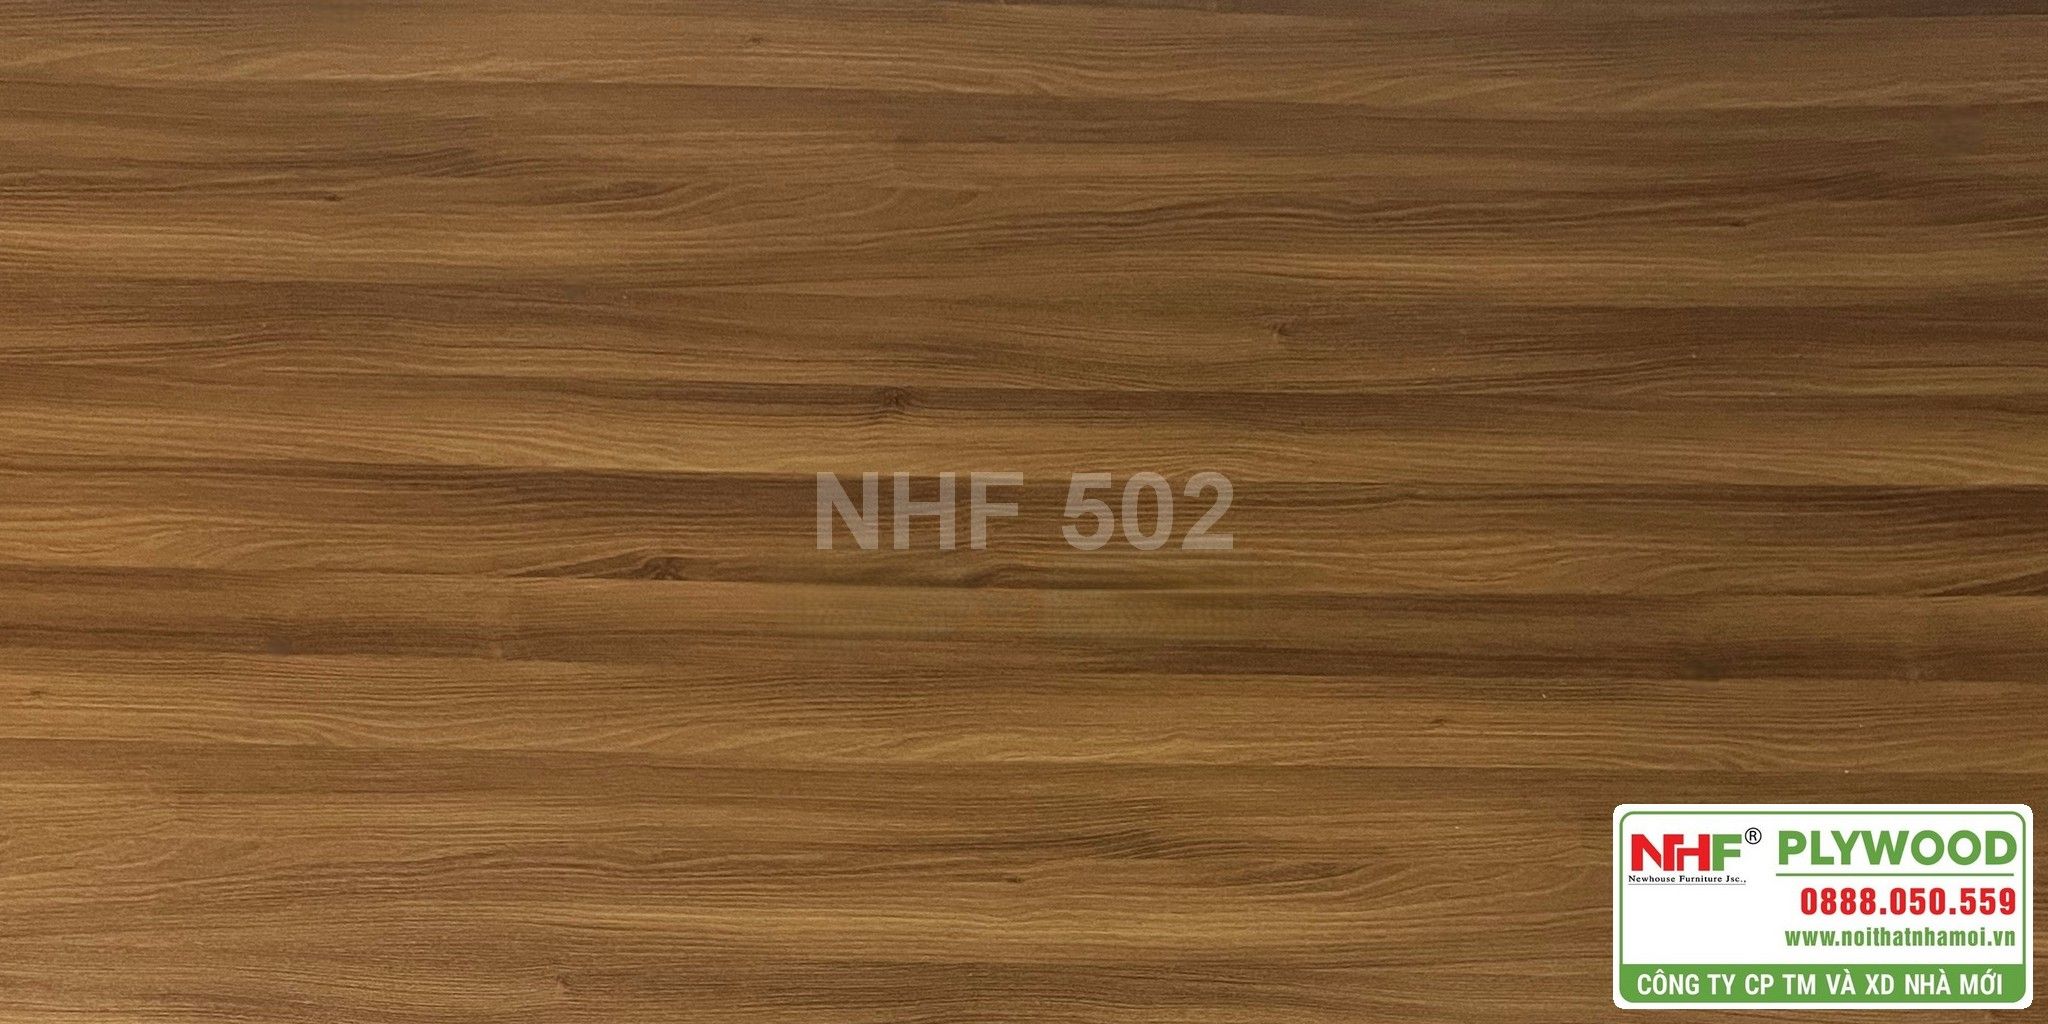 NHF 502
NHF® PLYWOOD
Newhouse Furniture Jsc.,
0888.050.559
www.noithatnhamoi.vn
CÔNG TY CP TM VÀ XD NHÀ MỚI